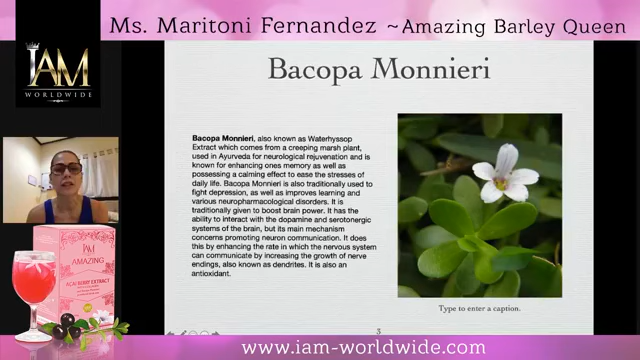 Ms. Maritoni Fernandez ~Amazing Barley Queen
IAM
WORLDWIDE
Bacopa Monnieri
Bacopa Monnieri, also known as Waterhyssop
Extract which comes from a creeping marsh plant,
used in Ayurveda for neurological rejuvenation and is
known for enhancing ones memory as well as
possessing a calming effect to ease the stresses of
daily life. Bacopa Monnieri is also traditionally used to
fight depression, as well as improves learning and
various neuropharmacological disorders. It is
traditionally given to boost brain power. It has the
ability to interact with the dopamine and serotonergic
systems of the brain, but its main mechanism
concerns promoting neuron communication. It does
this by enhancing the rate in which the nervous system
can communicate by increasing the growth of nerve
endings, also known as dendrites. It is also an
antioxidant.
Type to enter a caption.
3
IAM
AMAZING
ACAI BERRY EXTRACT
www.iam-worldwide.com